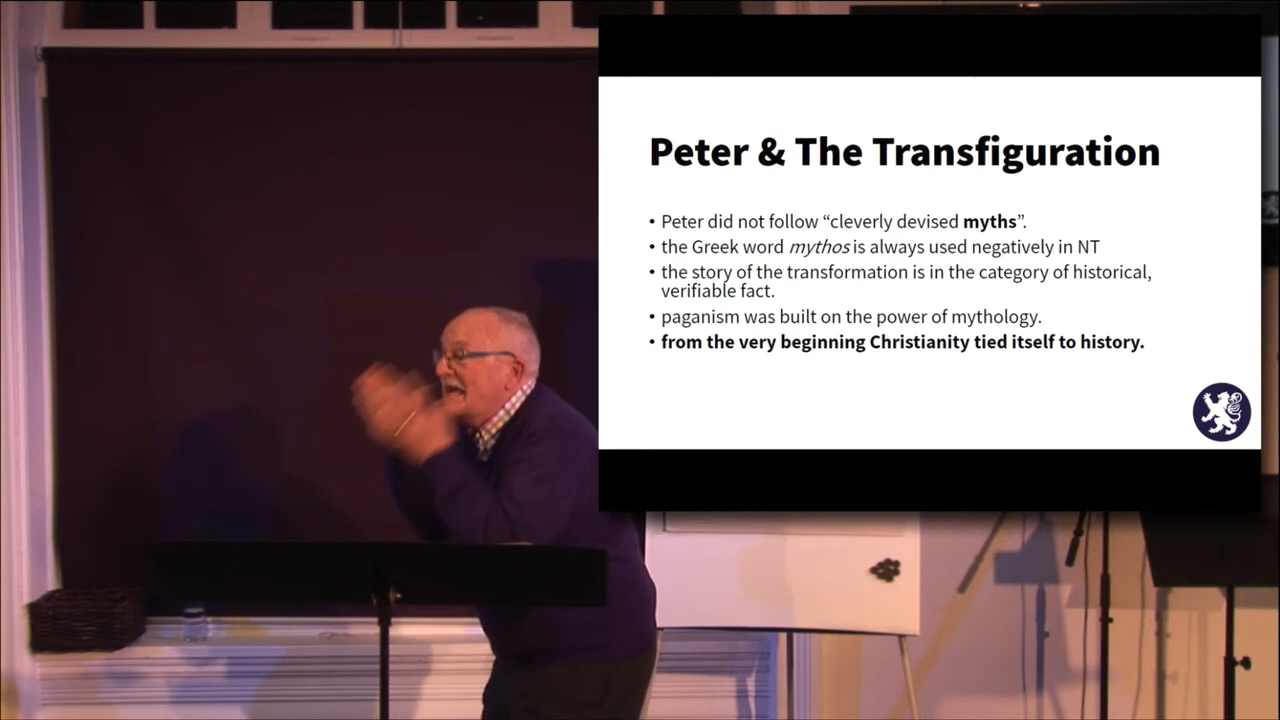 Peter & The Transfiguration
• Peter did not follow “cleverly devised myths”.
• the Greek word mythos is always used negatively in NT
• the story of the transformation is in the category of historical,
verifiable fact.
• paganism was built on the power of mythology.
• from the very beginning Christianity tied itself to history.